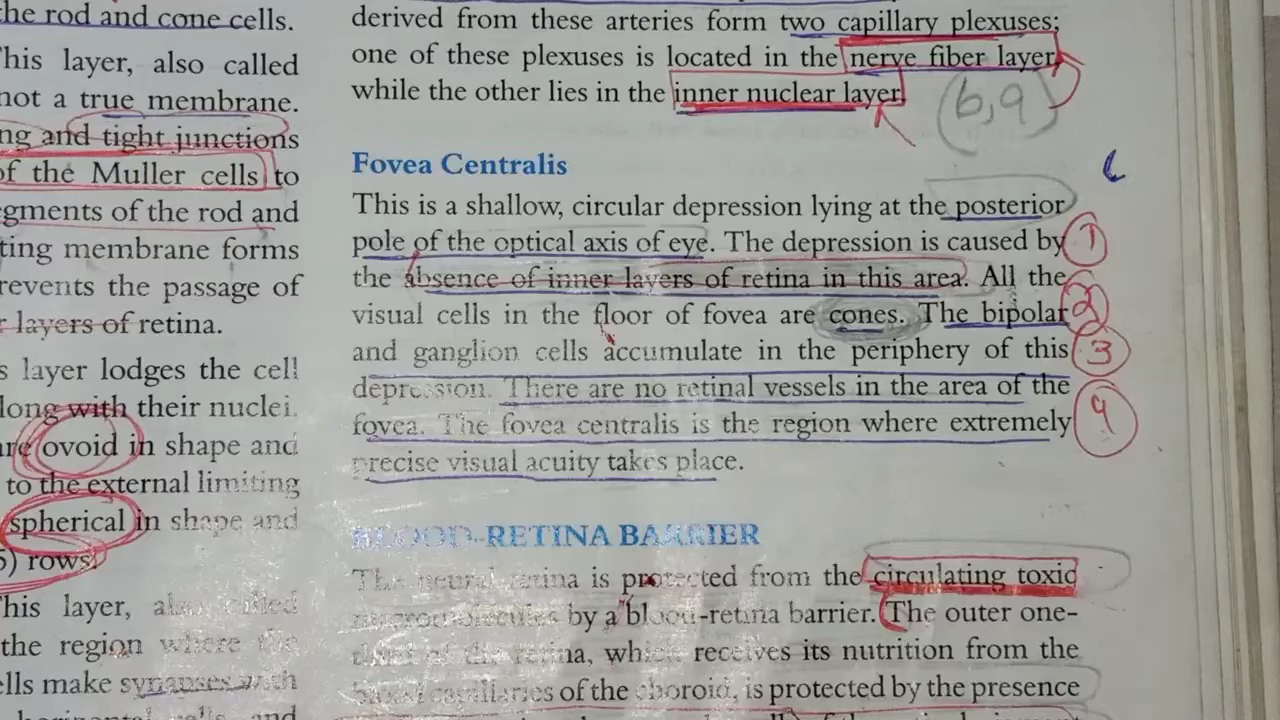 the rod and cone cells.
This layer, also called
not a true membrane.
ng and tight junctions
of the Muller cells to
egments of the rod and
ting membrane forms
revents the passage of
r layers of retina.
s layer lodges the cell
long with their nuclei.
are ovoid in shape and
to the external limiting
spherical in shape and
5) rows.
This layer, also called
the region where the
ells make synapses with
horizontal cells and
derived from these arteries form two capillary plexuses;
one of these plexuses is located in the nerve fiber layer
while the other lies in the inner nuclear layer
(6,9)
Fovea Centralis
This is a shallow, circular depression lying at the posterior
pole of the optical axis of eye. The depression is caused by 1
the absence of inner layers of retina in this area. All the
visual cells in the floor of fovea are cones. The bipolar 2
and ganglion cells accumulate in the periphery of this 3
depression. There are no retinal vessels in the area of the
fovea. The fovea centralis is the region where extremely 4
precise visual acuity takes place.
BLOOD-RETINA BARRIER
The neural retina is protected from the circulating toxic
macromolecules by a blood-retina barrier. The outer one-
third of the retina, which receives its nutrition from the
blood capillaries of the choroid, is protected by the presence